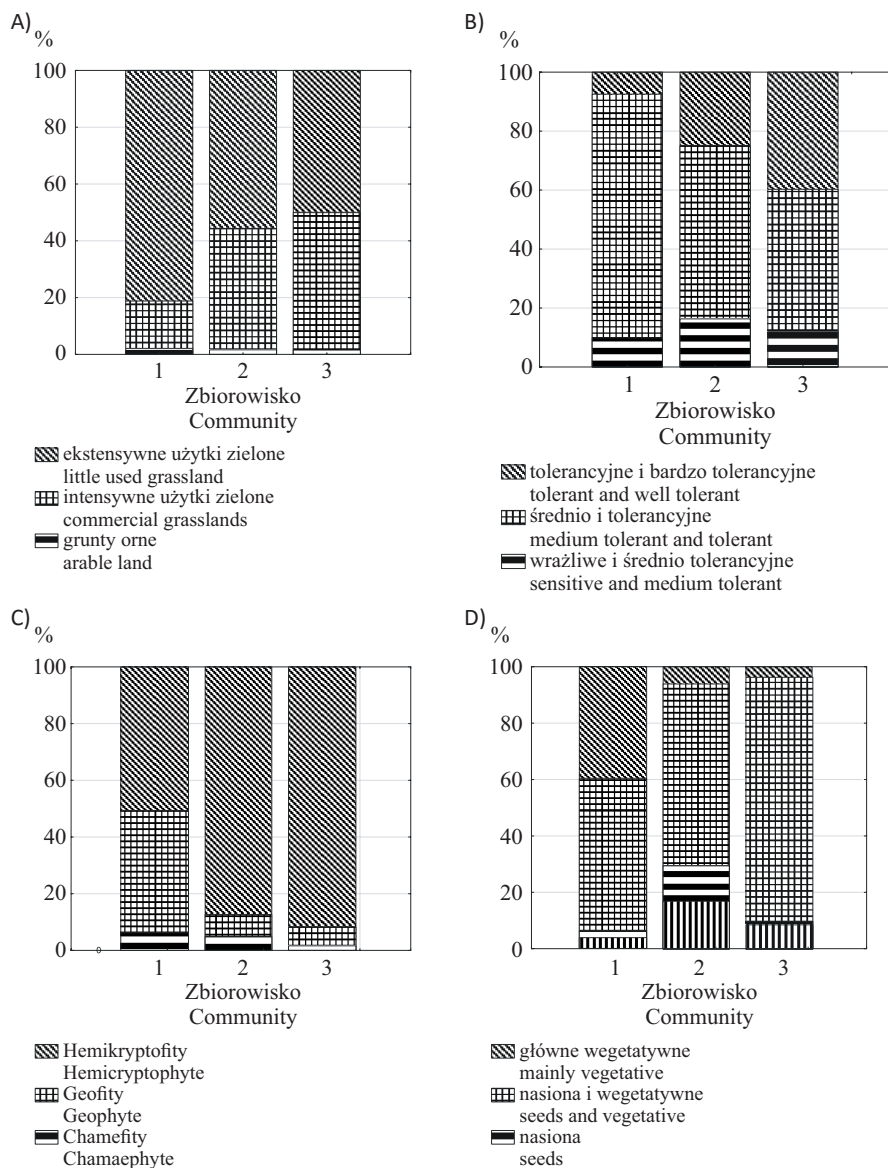 A)
%
100
80
60
40
20
0
1 2 3
Zbiorowisko
Community
ekstensywne użytki zielone
little used grassland
intensywne użytki zielone
commercial grasslands
grunty orne
arable land
B)
%
100
80
60
40
20
0
1 2 3
Zbiorowisko
Community
tolerancyjne i bardzo tolerancyjne
tolerant and well tolerant
średnio i tolerancyjne
medium tolerant and tolerant
wrażliwe i średnio tolerancyjne
sensitive and medium tolerant
C)
%
100
80
60
40
20
0
0
1 2 3
Zbiorowisko
Community
Hemikryptofity
Hemicryptophyte
Geofity
Geophyte
Chamefity
Chamaephyte
D)
%
100
80
60
40
20
0
1 2 3
Zbiorowisko
Community
główne wegetatywne
mainly vegetative
nasiona i wegetatywne
seeds and vegetative
nasiona
seeds